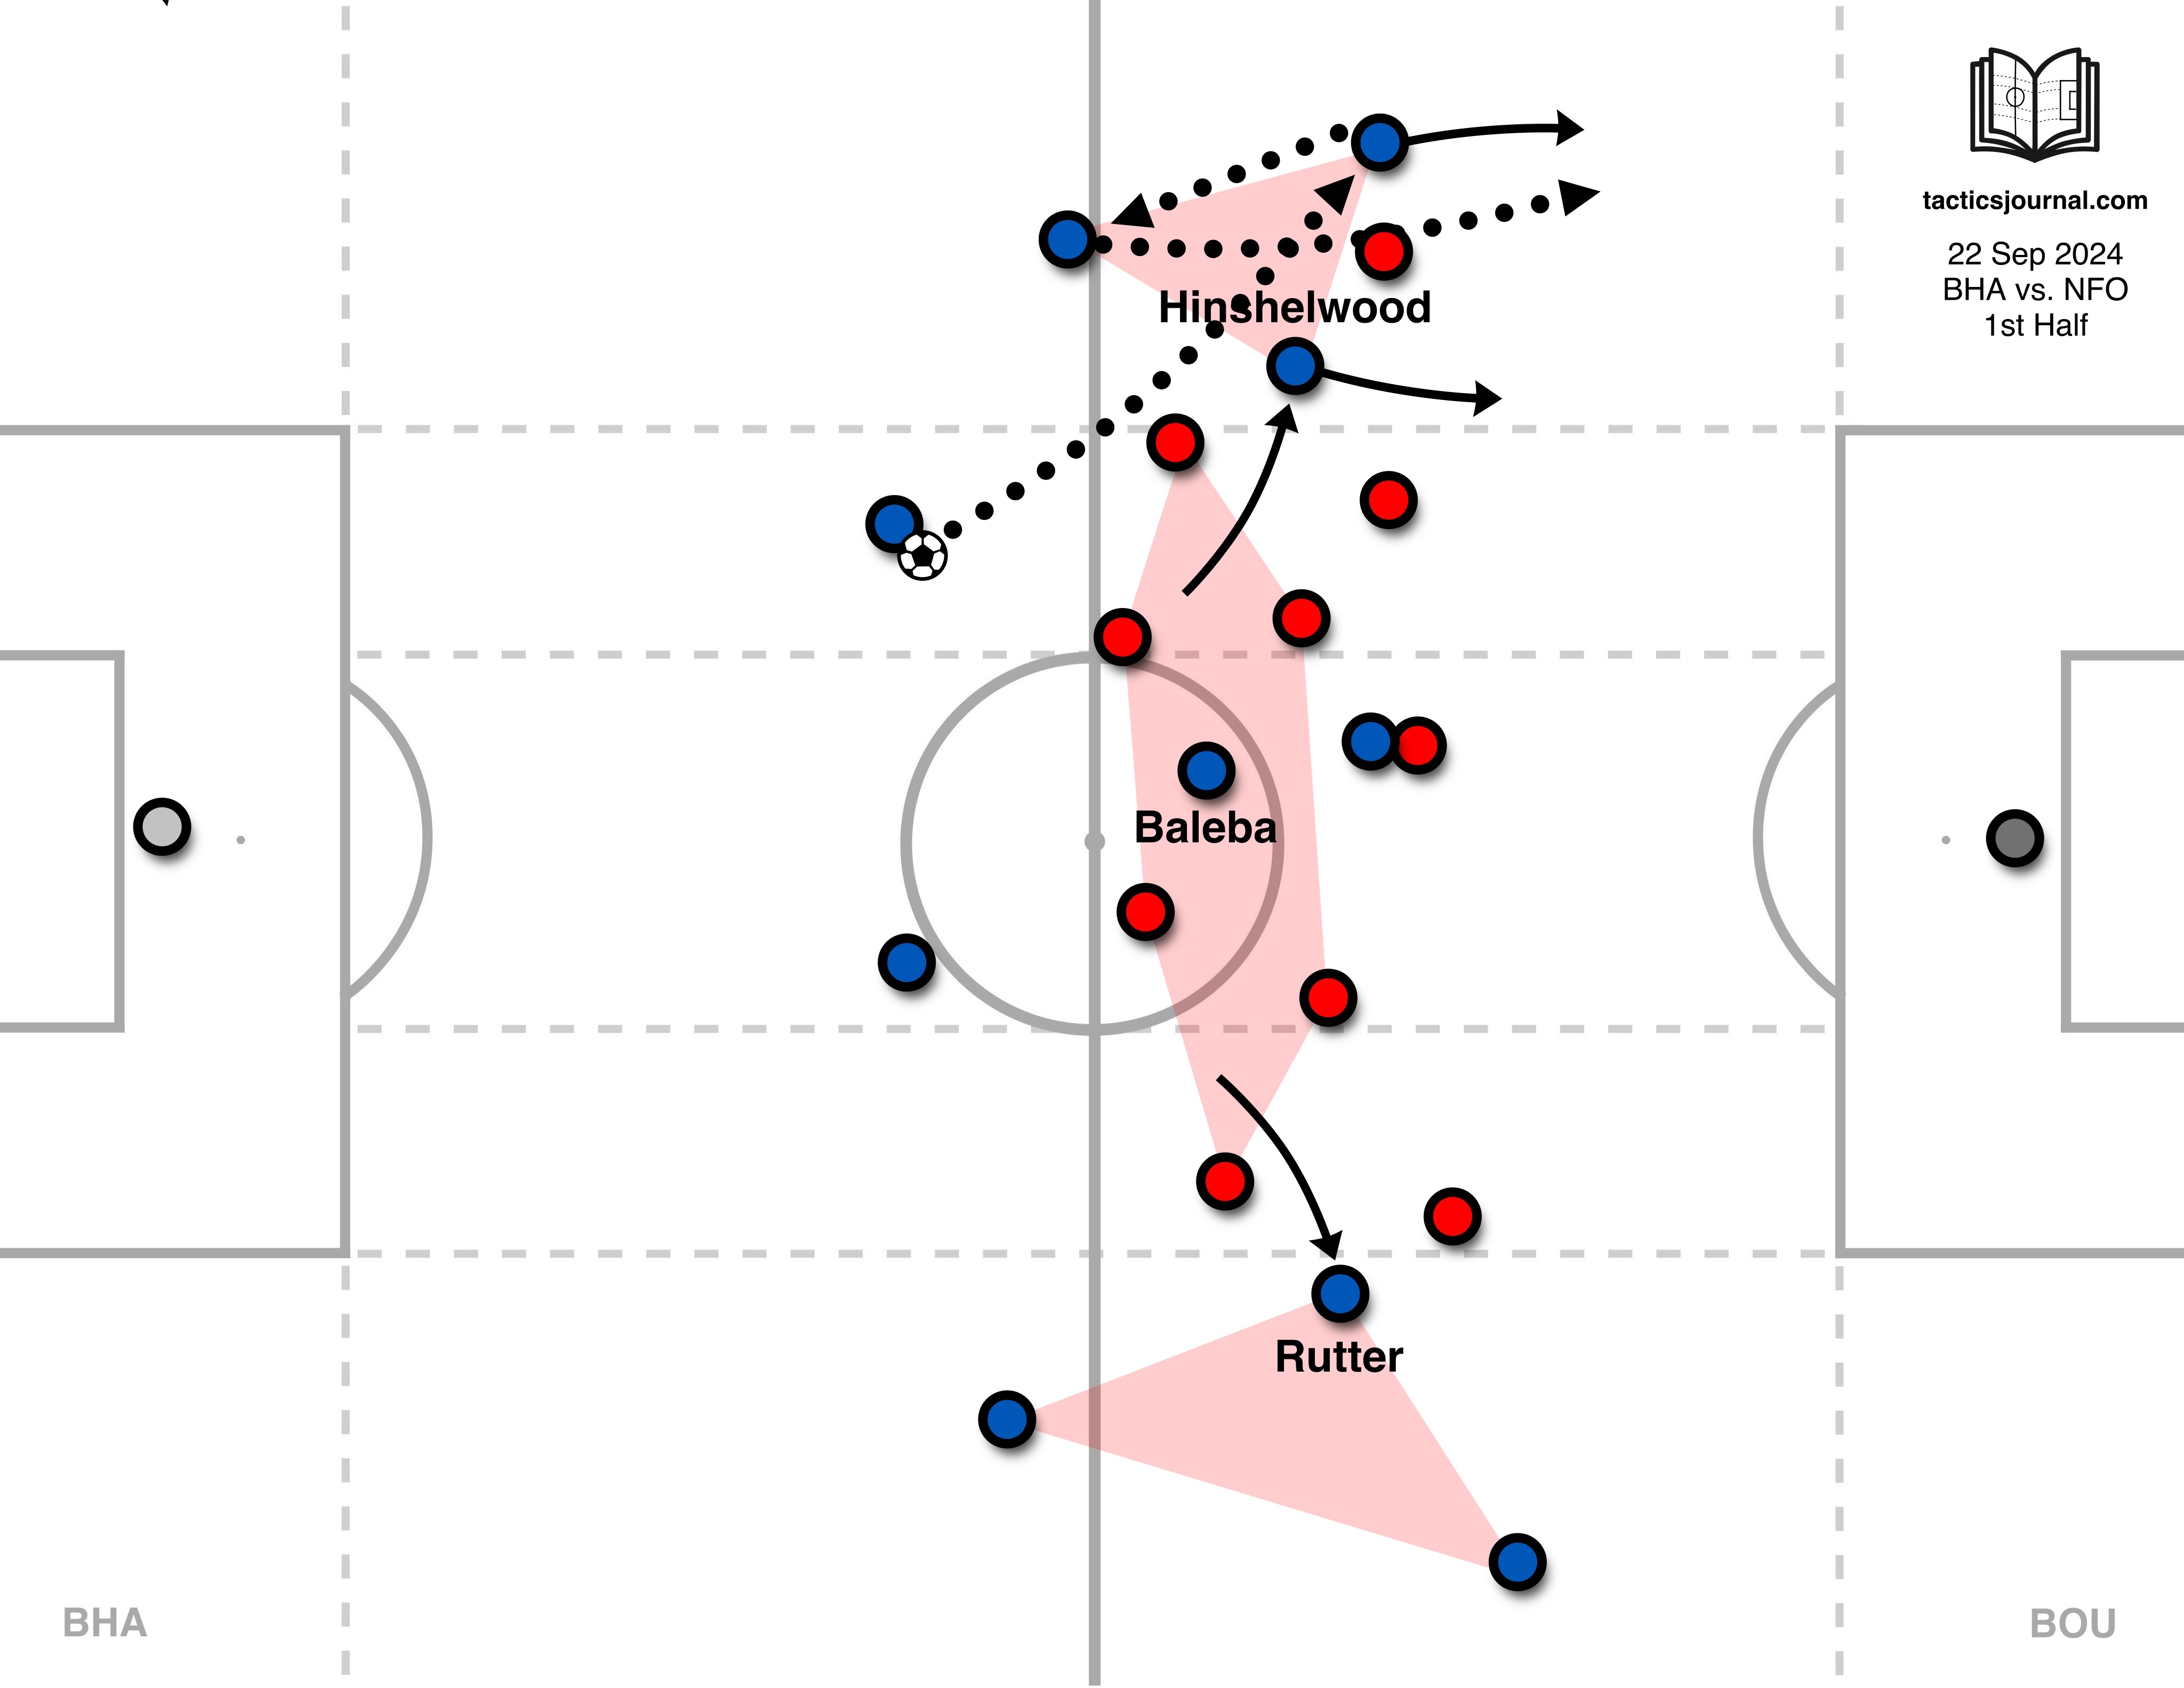 tacticsjournal.com
22 Sep 2024
BHA vs. NFO
1st Half
Hinshelwood
Baleba
Rutter
BHA
BOU